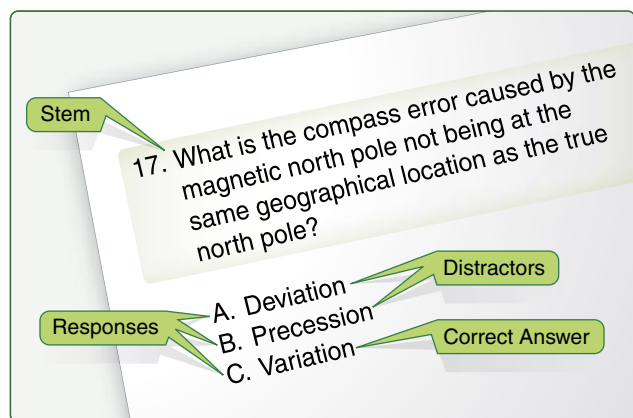 Stem
17. What is the compass error caused by the
magnetic north pole not being at the
same geographical location as the true
north pole?
Distractors
A. Deviation
Responses
B. Precession
C. Variation
Correct Answer